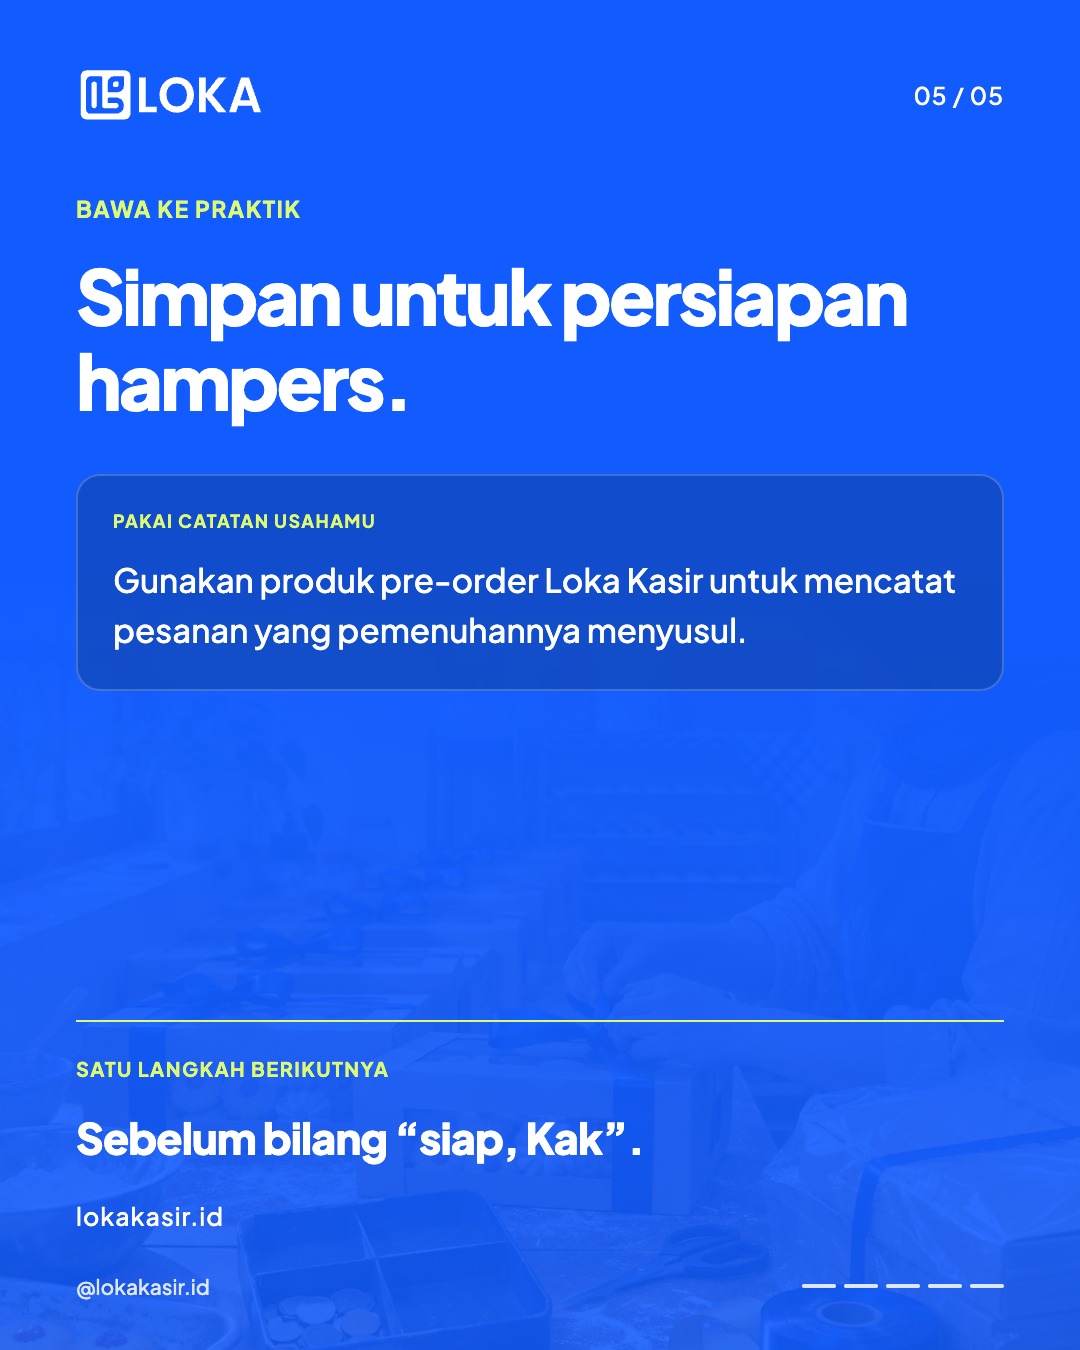 LOKA
05 / 05
BAWA KE PRAKTIK
Simpan untuk persiapan
hampers.
PAKAI CATATAN USAHAMU
Gunakan produk pre-order Loka Kasir untuk mencatat
pesanan yang pemenuhannya menyusul.
SATU LANGKAH BERIKUTNYA
Sebelum bilang “siap, Kak”.
lokakasir.id
@lokakasir.id